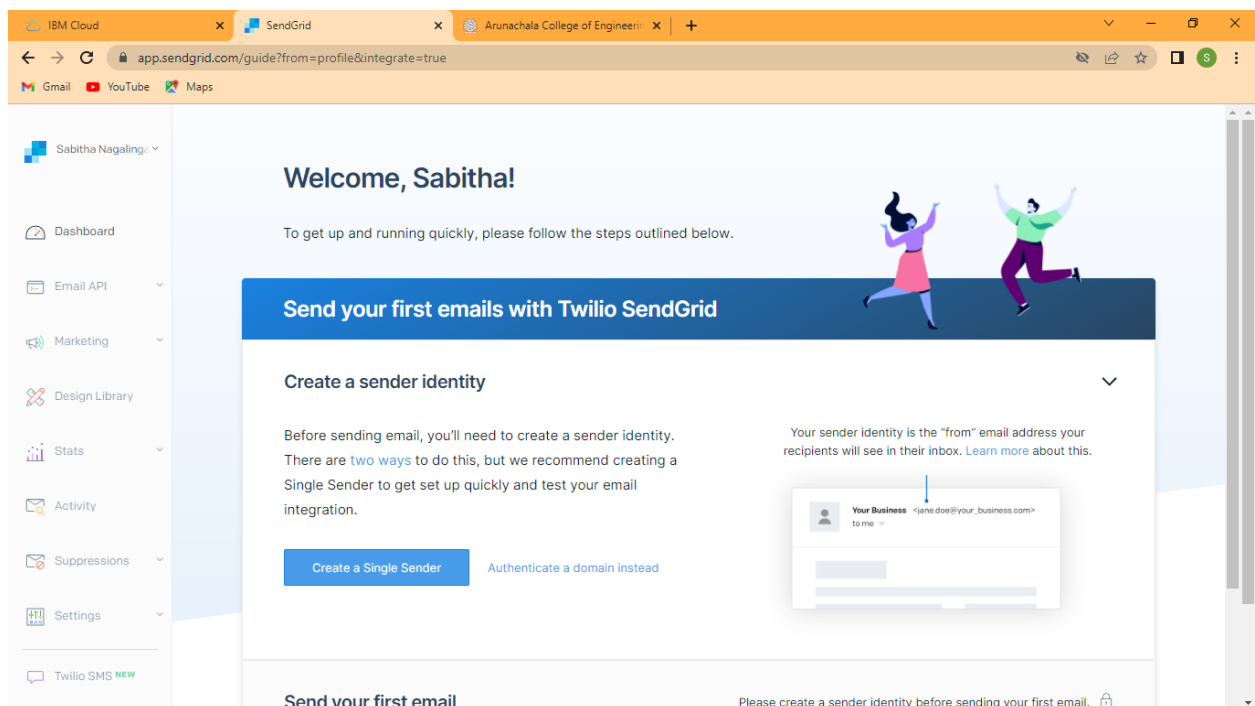 IBM Cloud
SendGrid
Arunachala College of Engineerin
app.sendgrid.com/guide?from=profile&integrate=true
S
Gmail
YouTube
Maps
Sabitha Nagalinga
Dashboard
Email API
Marketing
Design Library
Stats
Activity
Suppressions
Settings
Twilio SMS NEW
Welcome, Sabitha!
To get up and running quickly, please follow the steps outlined below.
Send your first emails with Twilio SendGrid
Create a sender identity
Before sending email, you'll need to create a sender identity.
There are two ways to do this, but we recommend creating a
Single Sender to get set up quickly and test your email
integration.
Create a Single Sender
Authenticate a domain instead
Your sender identity is the "from" email address your
recipients will see in their inbox. Learn more about this.
Your Business <jane.doe@your_business.com>
to me
Send your first email
Please create a sender identity before sending your first email.